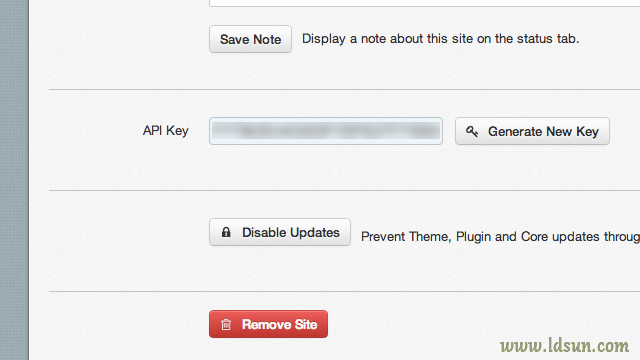 Save Note Display a note about this site on the status tab.
API Key Generate New Key
Disable Updates Prevent Theme, Plugin and Core updates throug
Remove Site
www.ldsun.com